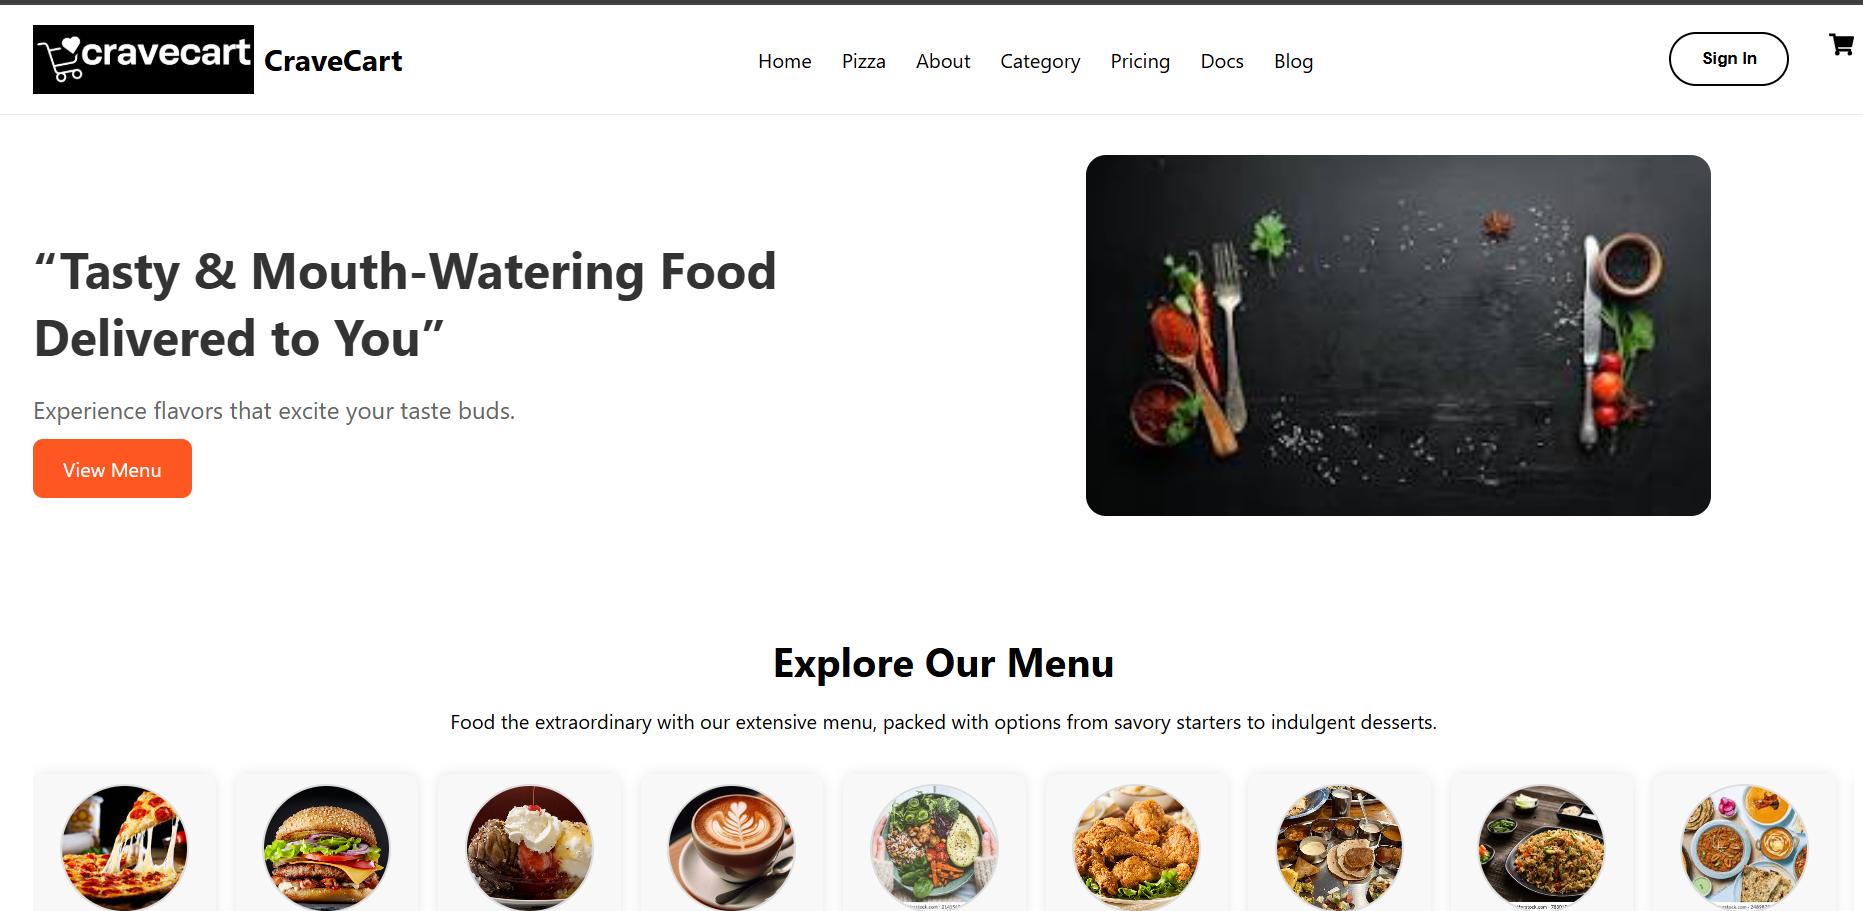 cravecart
CraveCart
Home
Pizza
About
Category
Pricing
Docs
Blog
Sign In
“Tasty & Mouth-Watering Food
Delivered to You”
Experience flavors that excite your taste buds.
View Menu
Explore Our Menu
Food the extraordinary with our extensive menu, packed with options from savory starters to indulgent desserts.